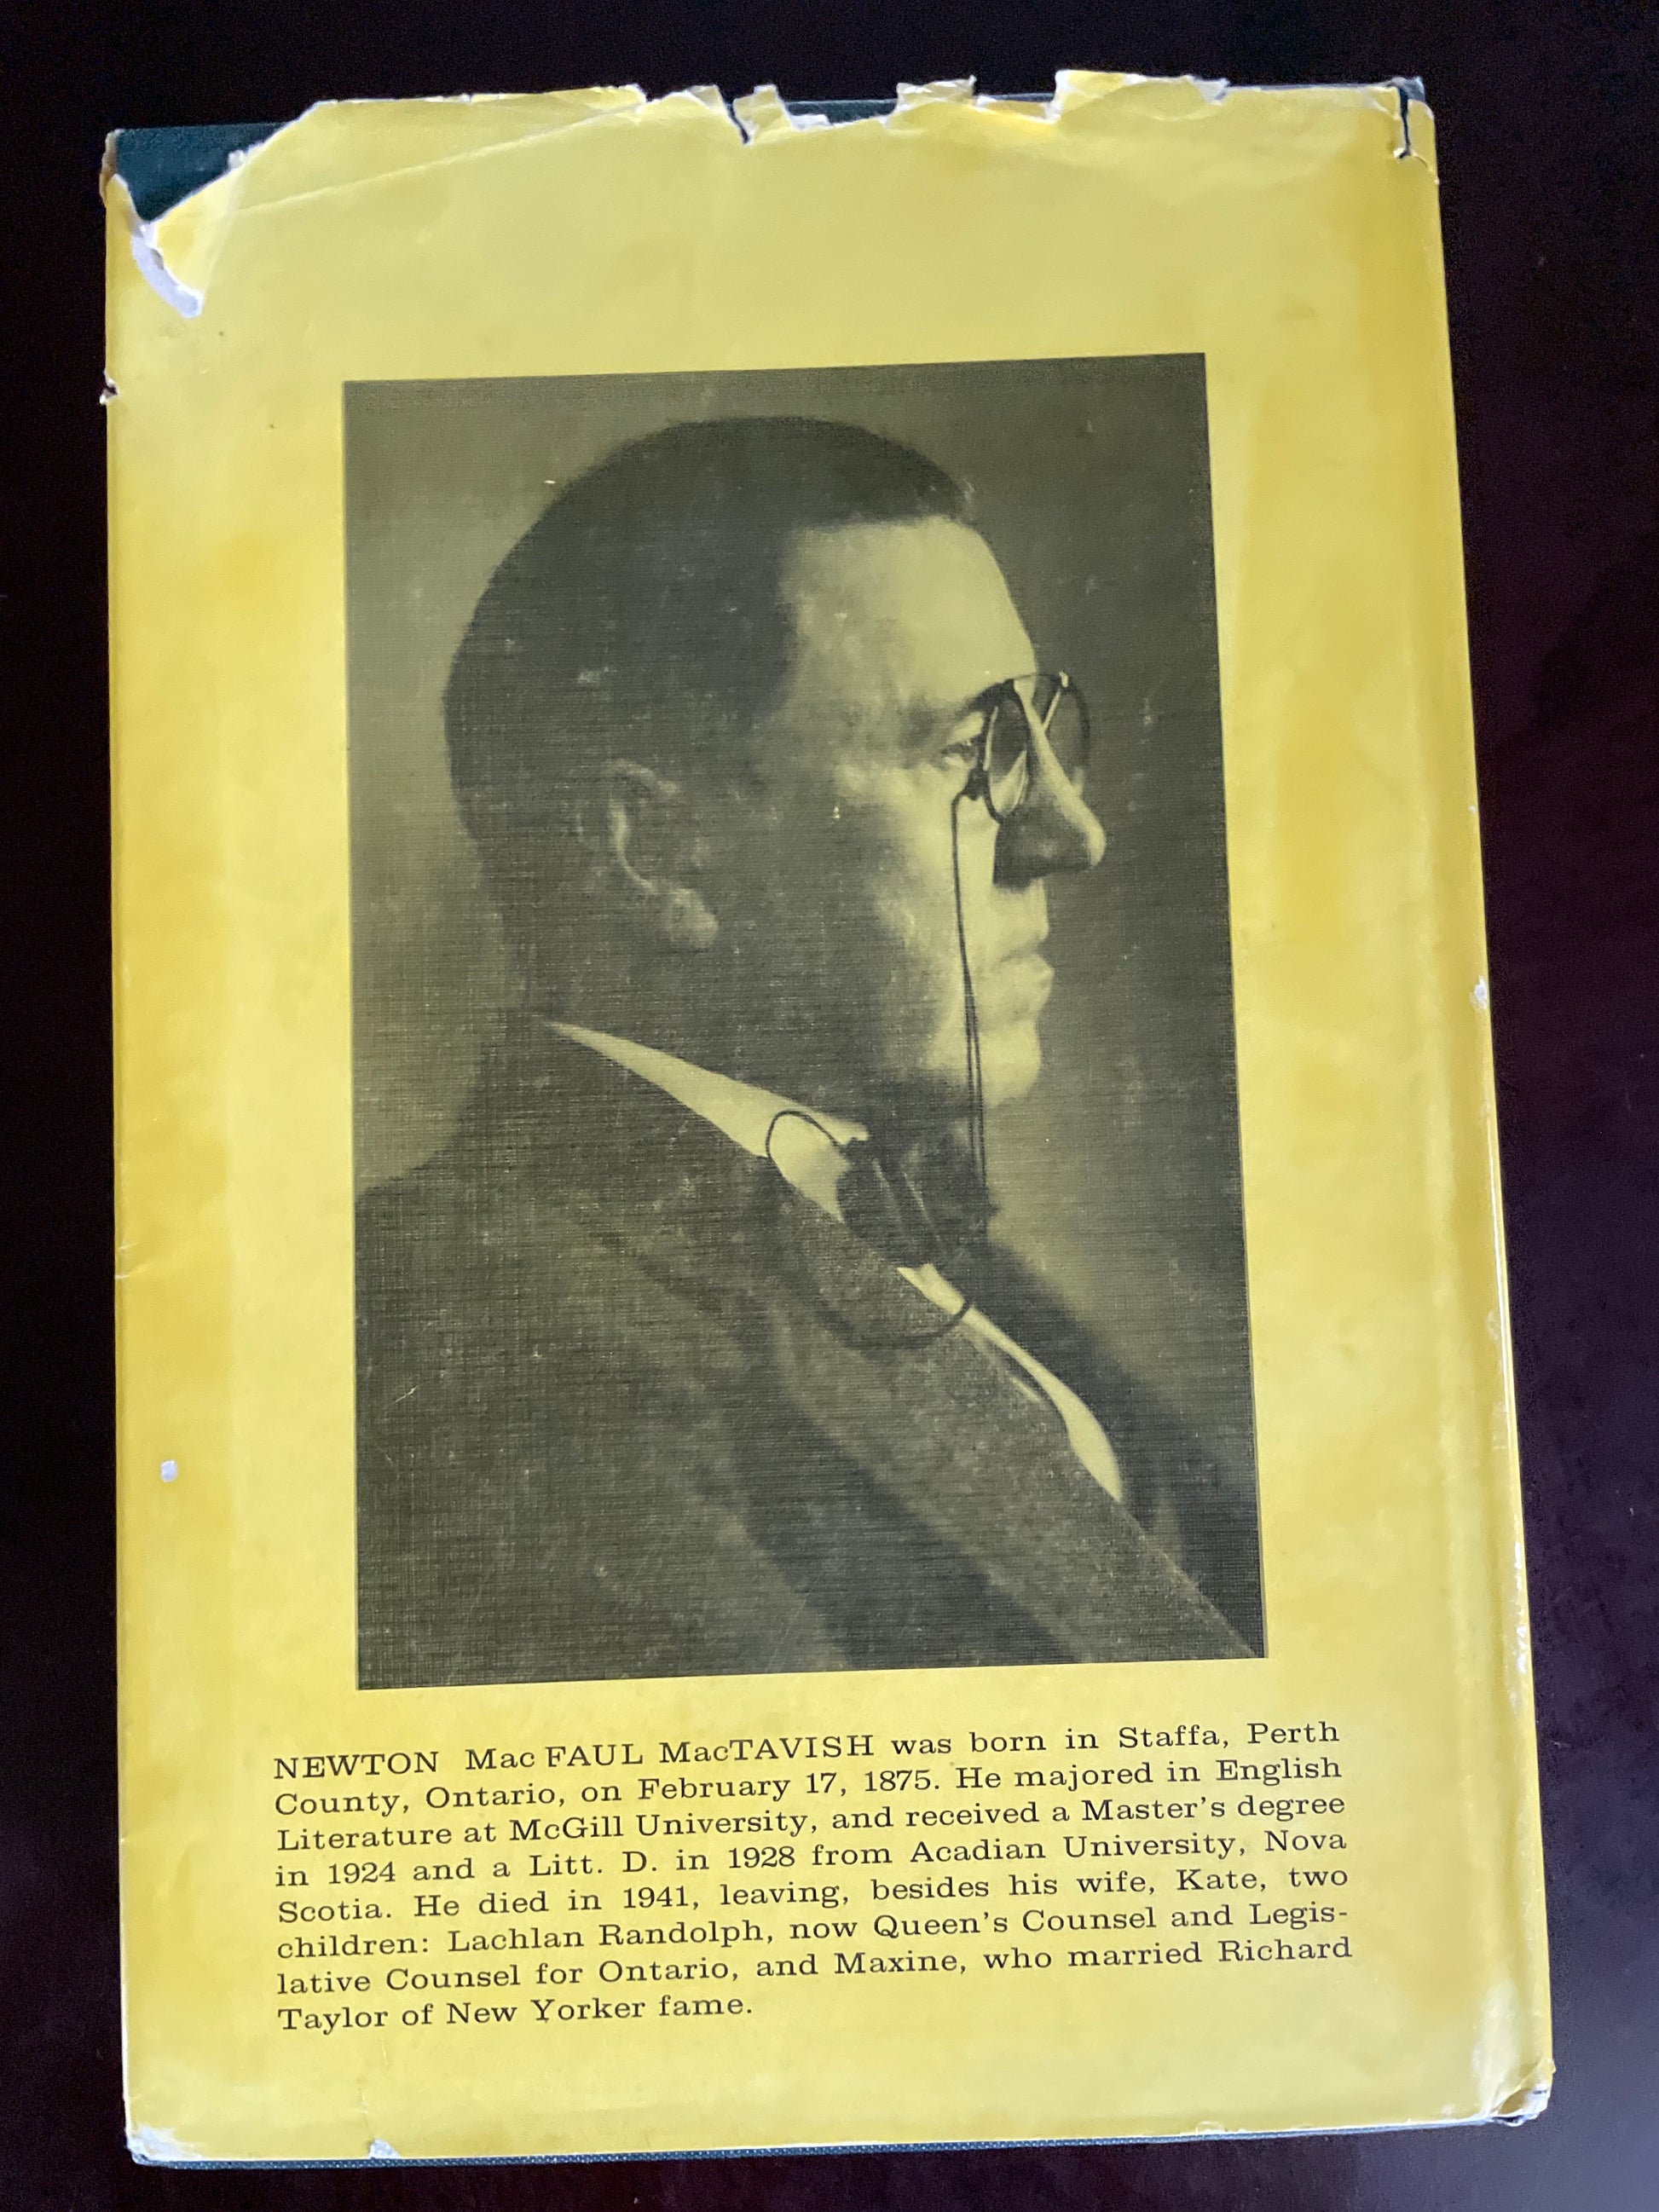 NEWTON Mac FAUL MacTAVISH was born in Staffa, Perth
County, Ontario, on February 17, 1875. He majored in English
Literature at McGill University, and received a Master's degree
in 1924 and a Litt. D. in 1928 from Acadian University, Nova
Scotia. He died in 1941, leaving, besides his wife, Kate, two
children: Lachlan Randolph, now Queen's Counsel and Legis-
lative Counsel for Ontario, and Maxine, who married Richard
Taylor of New Yorker fame.